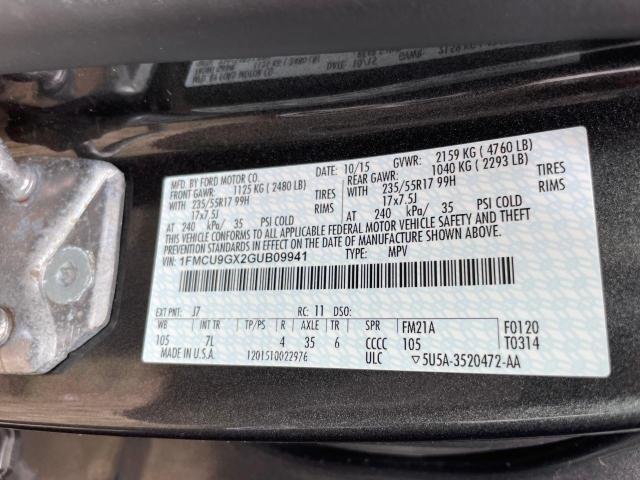 MFD. BY FORD MOTOR CO. DATE: 10/15 GVWR: 2159 KG ( 4760 LB)
FRONT GAWR: 1125 KG ( 2480 LB) REAR GAWR: 1040 KG ( 2293 LB)
WITH 235/55R17 99H TIRES WITH 235/55R17 99H TIRES
17x7.5J RIMS 17x7.5J RIMS
AT 240 kPa/ 35 PSI COLD AT 240 kPa/ 35 PSI COLD
THIS VEHICLE CONFORMS TO ALL APPLICABLE FEDERAL MOTOR VEHICLE SAFETY AND THEFT
PREVENTION STANDARDS IN EFFECT ON THE DATE OF MANUFACTURE SHOWN ABOVE.
VIN: 1FMCU9GX2GUB09941 TYPE: MPV
EXT PNT: J7 RC: 11 DSO:
WB INT TR TP/PS R AXLE TR SPR FM21A F0120
105 7L 4 35 6 CCCC 105 T0314
MADE IN U.S.A. 1201510022976 ULC ▽5U5A-3520472-AA